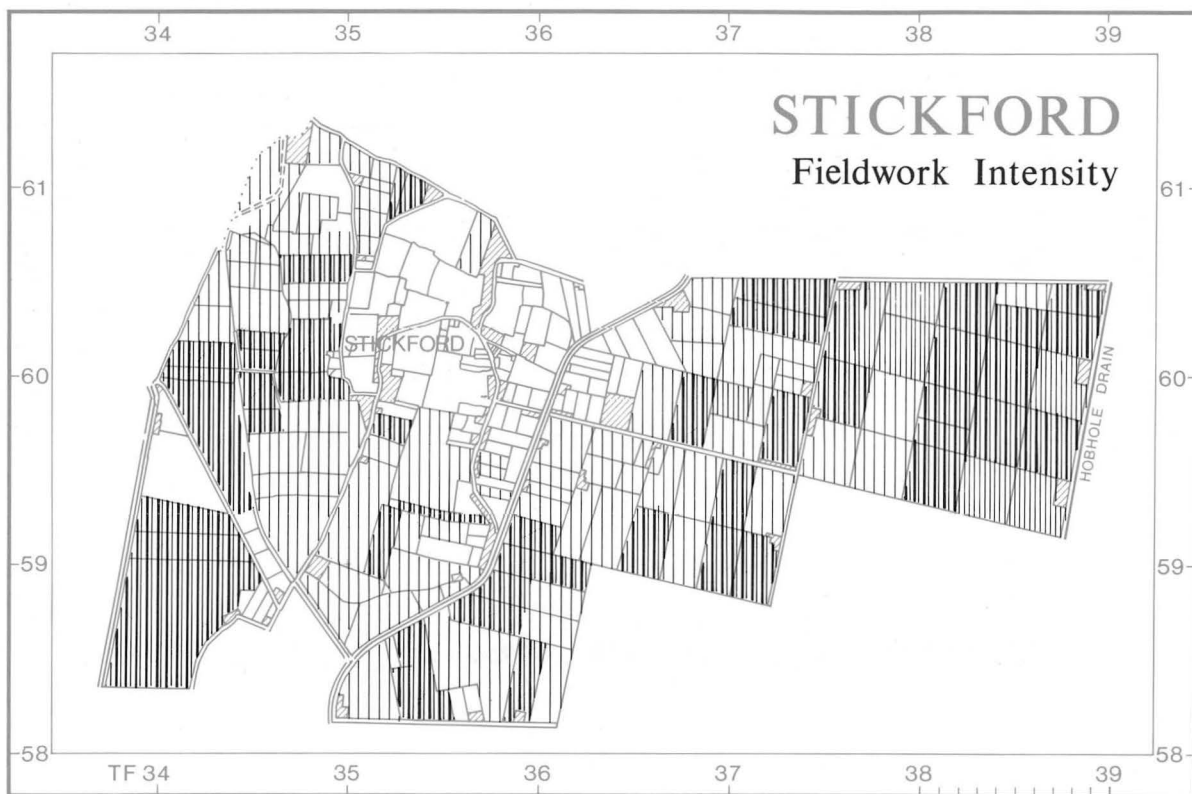 34 35 36 37 38 39
STICKFORD
Fieldwork Intensity
61 61
STICKFORD
60 60
HOBHOLE DRAIN
59 59
58 58
TF 34 35 36 37 38 39